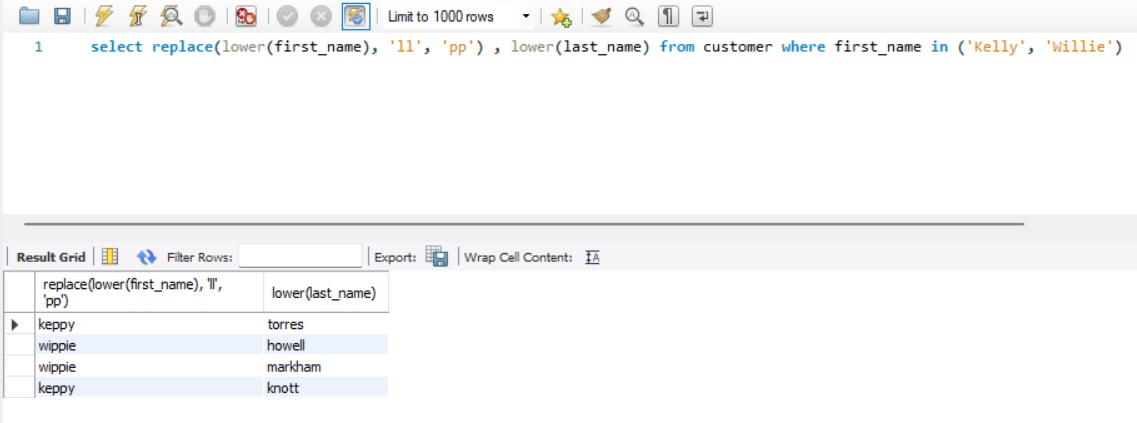 Limit to 1000 rows
1 select replace(lower(first_name), 'll', 'pp') , lower(last_name) from customer where first_name in ('Kelly', 'Willie')
Result Grid Filter Rows: Export: Wrap Cell Content:
replace(lower(first_name), 'll',
'pp') lower(last_name)
keppy torres
wippie howell
wippie markham
keppy knott